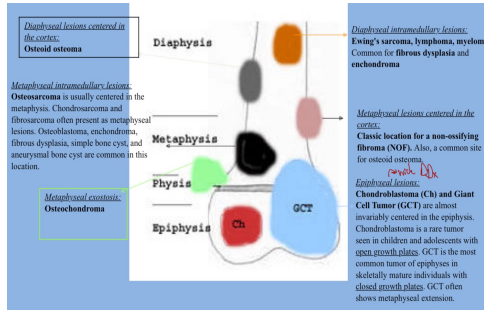 Diaphyseal lesions centered in
the cortex:
Osteoid osteoma
Metaphyseal intramedullary lesions:
Osteosarcoma is usually centered in the
metaphysis. Chondrosarcoma and
fibrosarcoma often present as metaphyseal
lesions. Osteoblastoma, enchondroma,
fibrous dysplasia, simple bone cyst, and
aneurysmal bone cyst are common in this
location.
Metaphyseal exostosis:
Osteochondroma
Diaphysis
Metaphysis
Physis
Epiphysis
Ch
GCT
Diaphyseal intramedullary lesions:
Ewing's sarcoma, lymphoma, myelom
Common for fibrous dysplasia and
enchondroma
Metaphyseal lesions centered in the
cortex:
Classic location for a non-ossifying
fibroma (NOF). Also, a common site
for osteoid osteoma.
DDx
Epiphyseal lesions:
Chondroblastoma (Ch) and Giant
Cell Tumor (GCT) are almost
invariably centered in the epiphysis.
Chondroblastoma is a rare tumor
seen in children and adolescents with
open growth plates. GCT is the most
common tumor of epiphyses in
skeletally mature individuals with
closed growth plates. GCT often
shows metaphyseal extension.